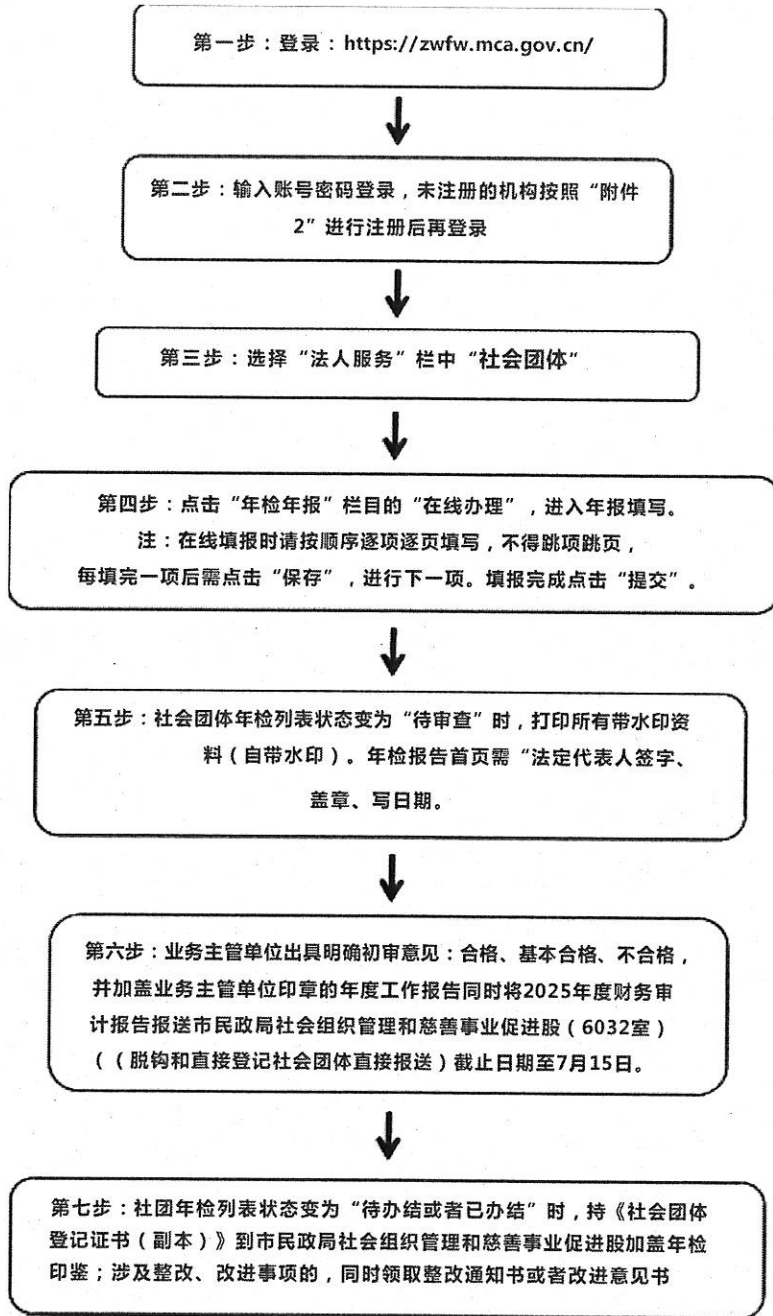 第一步：登录：https://zwfw.mca.gov.cn/
第二步：输入账号密码登录，未注册的机构按照“附件
2”进行注册后再登录
第三步：选择“法人服务”栏中“社会团体”
第四步：点击“年检年报”栏目的“在线办理”，进入年报填写。
注：在线填报时请按顺序逐项逐页填写，不得跳项跳页，
每填完一项后需点击“保存”，进行下一项。填报完成点击“提交”。
第五步：社会团体年检列表状态变为“待审查”时，打印所有带水印资
料（自带水印）。年检报告首页需“法定代表人签字、
盖章、写日期。
第六步：业务主管单位出具明确初审意见：合格、基本合格、不合格，
并加盖业务主管单位印章的年度工作报告同时将2025年度财务审
计报告报送市民政局社会组织管理和慈善事业促进股（6032室）
（（脱钩和直接登记社会团体直接报送）截止日期至7月15日。
第七步：社团年检列表状态变为“待办结或者已办结”时，持《社会团体
登记证书（副本）》到市民政局社会组织管理和慈善事业促进股加盖年检
印鉴；涉及整改、改进事项的，同时领取整改通知书或者改进意见书